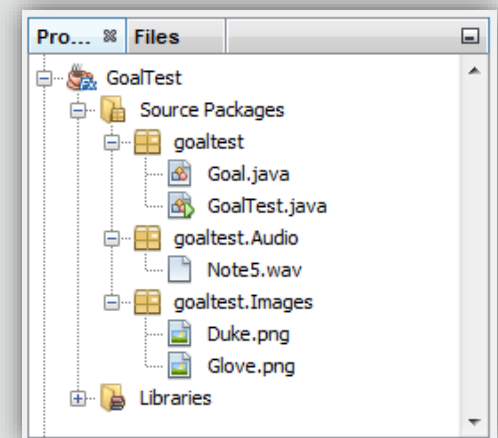 Pro... Files
GoalTest
Source Packages
goaltest
Goal.java
GoalTest.java
goaltest.Audio
Note5.wav
goaltest.Images
Duke.png
Glove.png
Libraries